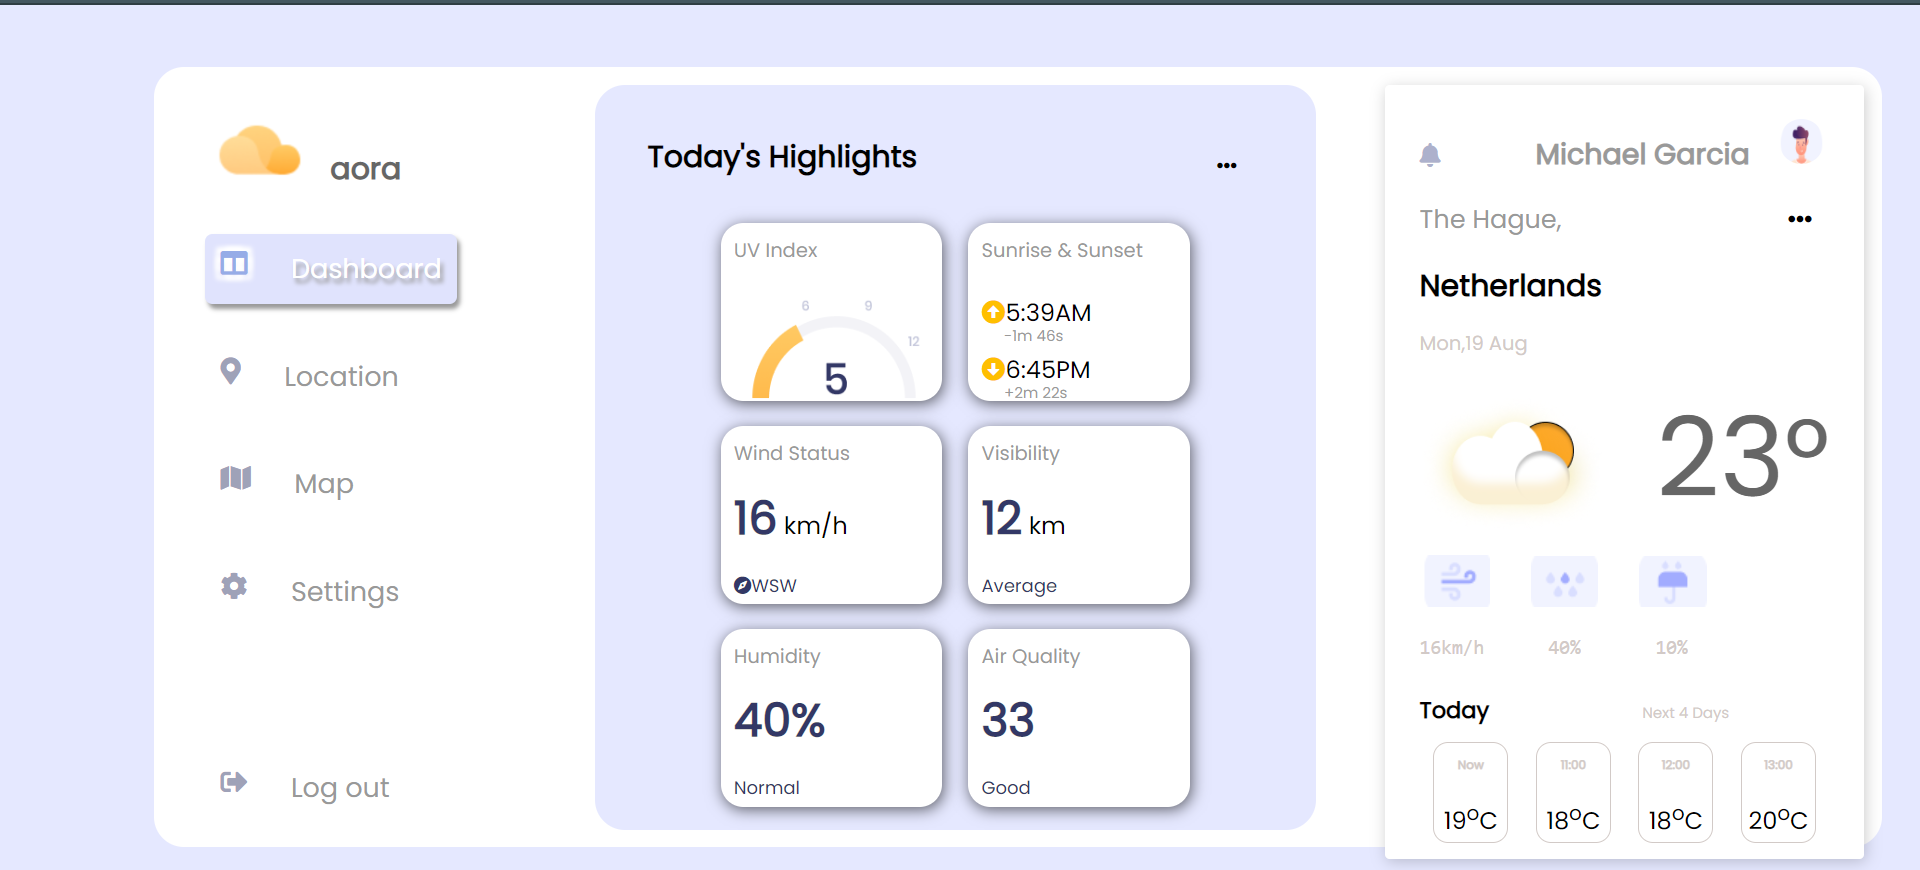 aora
Dashboard
Location
Map
Settings
Log out
Today's Highlights
...
UV Index
6
9
12
5
Sunrise & Sunset
5:39AM
-1m 46s
6:45PM
+2m 22s
Wind Status
16 km/h
WSW
Visibility
12 km
Average
Humidity
40%
Normal
Air Quality
33
Good
Michael Garcia
The Hague,
...
Netherlands
Mon,19 Aug
23°
16km/h
40%
10%
Today
Next 4 Days
Now
19°C
11:00
18°C
12:00
18°C
13:00
20°C